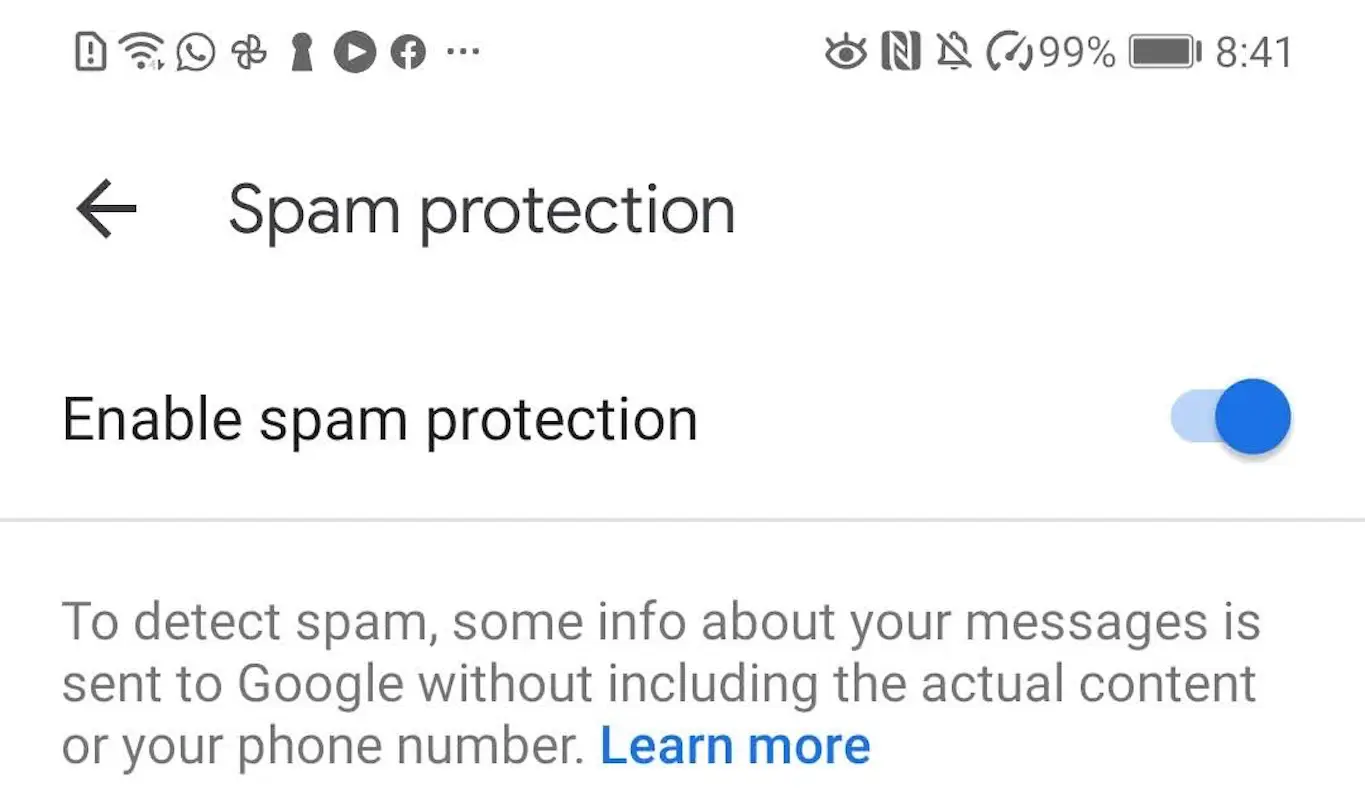 99% 8:41
Spam protection
Enable spam protection
To detect spam, some info about your messages is
sent to Google without including the actual content
or your phone number. Learn more